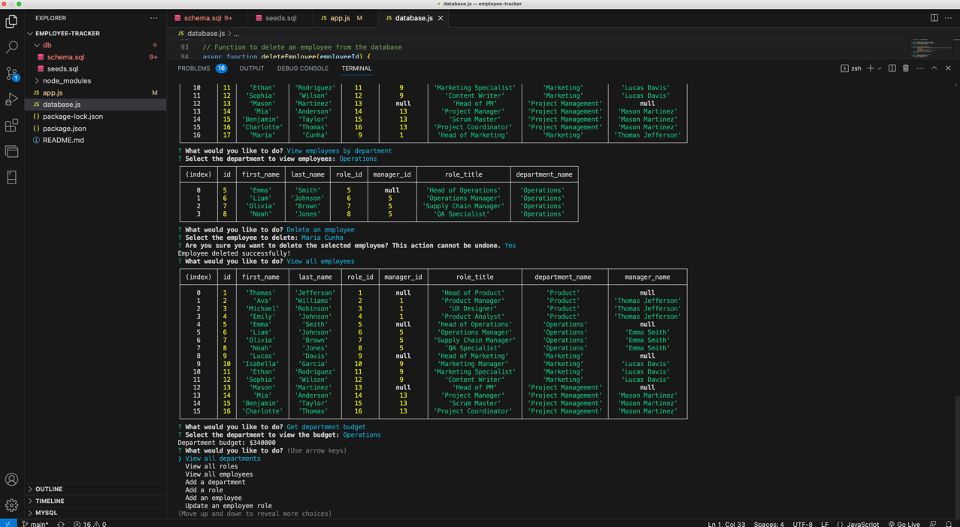 database.js — employee-tracker
EXPLORER
EMPLOYEE-TRACKER
db
schema.sql 9+
seeds.sql
node_modules
app.js M
database.js
package-lock.json
package.json
README.md
OUTLINE
TIMELINE
MYSQL
schema.sql 9+ seeds.sql app.js M database.js
database.js > ...
93 // Function to delete an employee from the database
94 async function deleteEmployee(employeeId) {
PROBLEMS 16 OUTPUT DEBUG CONSOLE TERMINAL zsh
10 11 'Ethan' 'Rodriguez' 11 9 'Marketing Specialist' 'Marketing' 'Lucas Davis'
11 12 'Sophia' 'Wilson' 12 9 'Content Writer' 'Marketing' 'Lucas Davis'
12 13 'Mason' 'Martinez' 13 null 'Head of PM' 'Project Management' null
13 14 'Mia' 'Anderson' 14 13 'Project Manager' 'Project Management' 'Mason Martinez'
14 15 'Benjamin' 'Taylor' 15 13 'Scrum Master' 'Project Management' 'Mason Martinez'
15 16 'Charlotte' 'Thomas' 16 13 'Project Coordinator' 'Project Management' 'Mason Martinez'
16 17 'Maria' 'Cunha' 9 1 'Head of Marketing' 'Marketing' 'Thomas Jefferson'
? What would you like to do? View employees by department
? Select the department to view employees: Operations
(index) id first_name last_name role_id manager_id role_title department_name
0 5 'Emma' 'Smith' 5 null 'Head of Operations' 'Operations'
1 6 'Liam' 'Johnson' 6 5 'Operations Manager' 'Operations'
2 7 'Olivia' 'Brown' 7 5 'Supply Chain Manager' 'Operations'
3 8 'Noah' 'Jones' 8 5 'QA Specialist' 'Operations'
? What would you like to do? Delete an employee
? Select the employee to delete: Maria Cunha
? Are you sure you want to delete the selected employee? This action cannot be undone. Yes
Employee deleted successfully!
? What would you like to do? View all employees
(index) id first_name last_name role_id manager_id role_title department_name manager_name
0 1 'Thomas' 'Jefferson' 1 null 'Head of Product' 'Product' null
1 2 'Ava' 'Williams' 2 1 'Product Manager' 'Product' 'Thomas Jefferson'
2 3 'Michael' 'Robinson' 3 1 'UX Designer' 'Product' 'Thomas Jefferson'
3 4 'Emily' 'Johnson' 4 1 'Product Analyst' 'Product' 'Thomas Jefferson'
4 5 'Emma' 'Smith' 5 null 'Head of Operations' 'Operations' null
5 6 'Liam' 'Johnson' 6 5 'Operations Manager' 'Operations' 'Emma Smith'
6 7 'Olivia' 'Brown' 7 5 'Supply Chain Manager' 'Operations' 'Emma Smith'
7 8 'Noah' 'Jones' 8 5 'QA Specialist' 'Operations' 'Emma Smith'
8 9 'Lucas' 'Davis' 9 null 'Head of Marketing' 'Marketing' null
9 10 'Isabella' 'Garcia' 10 9 'Marketing Manager' 'Marketing' 'Lucas Davis'
10 11 'Ethan' 'Rodriguez' 11 9 'Marketing Specialist' 'Marketing' 'Lucas Davis'
11 12 'Sophia' 'Wilson' 12 9 'Content Writer' 'Marketing' 'Lucas Davis'
12 13 'Mason' 'Martinez' 13 null 'Head of PM' 'Project Management' null
13 14 'Mia' 'Anderson' 14 13 'Project Manager' 'Project Management' 'Mason Martinez'
14 15 'Benjamin' 'Taylor' 15 13 'Scrum Master' 'Project Management' 'Mason Martinez'
15 16 'Charlotte' 'Thomas' 16 13 'Project Coordinator' 'Project Management' 'Mason Martinez'
? What would you like to do? Get department budget
? Select the department to view the budget: Operations
Department budget: $340000
? What would you like to do? (Use arrow keys)
❯ View all departments
View all roles
View all employees
Add a department
Add a role
Add an employee
Update an employee role
(Move up and down to reveal more choices)
main* 16 0 Ln 1, Col 33 Spaces: 4 UTF-8 LF {} JavaScript Go Live